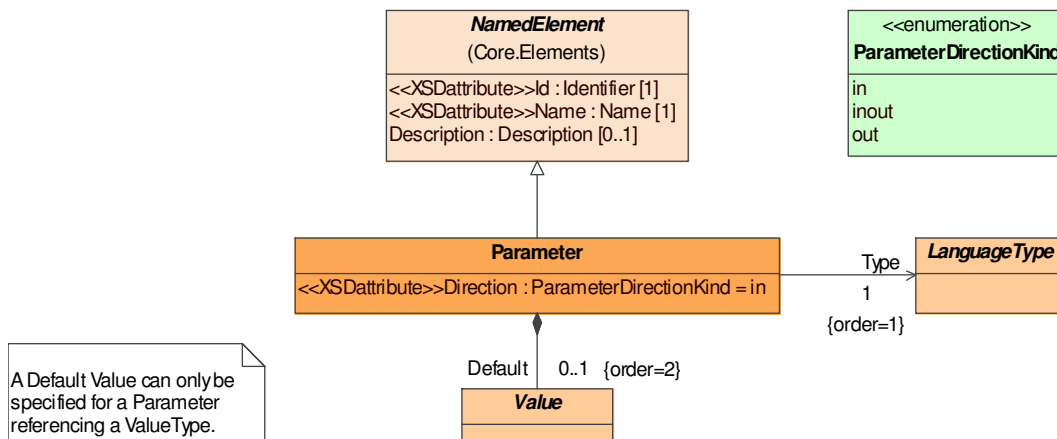 NamedElement
(Core.Elements)
<<XSDattribute>>Id : Identifier [1]
<<XSDattribute>>Name : Name [1]
Description : Description [0..1]
<<enumeration>>
ParameterDirectionKind
in
inout
out
Parameter
<<XSDattribute>>Direction : ParameterDirectionKind = in
Type
1
{order=1}
LanguageType
Default 0..1 {order=2}
Value
A Default Value can only be
specified for a Parameter
referencing a ValueType.